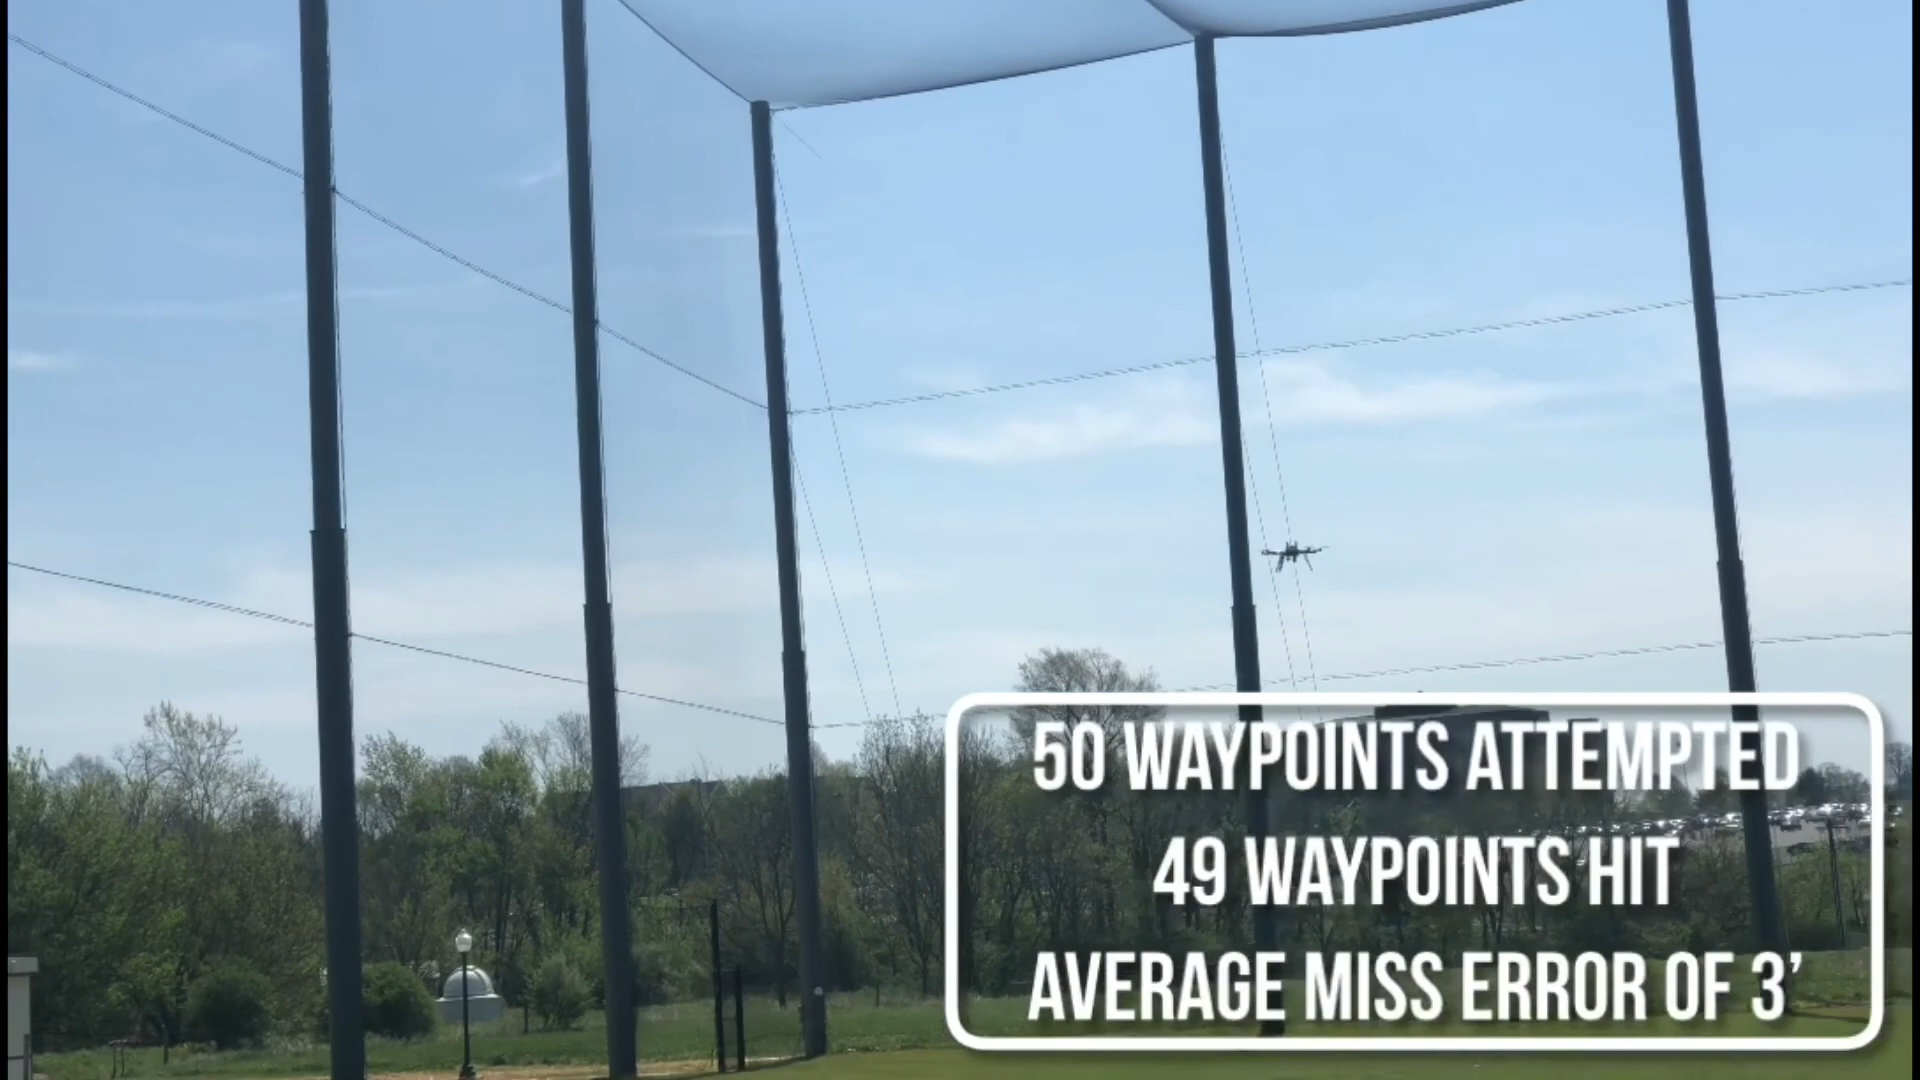 50 WAYPOINTS ATTEMPTED
49 WAYPOINTS HIT
AVERAGE MISS ERROR OF 3'